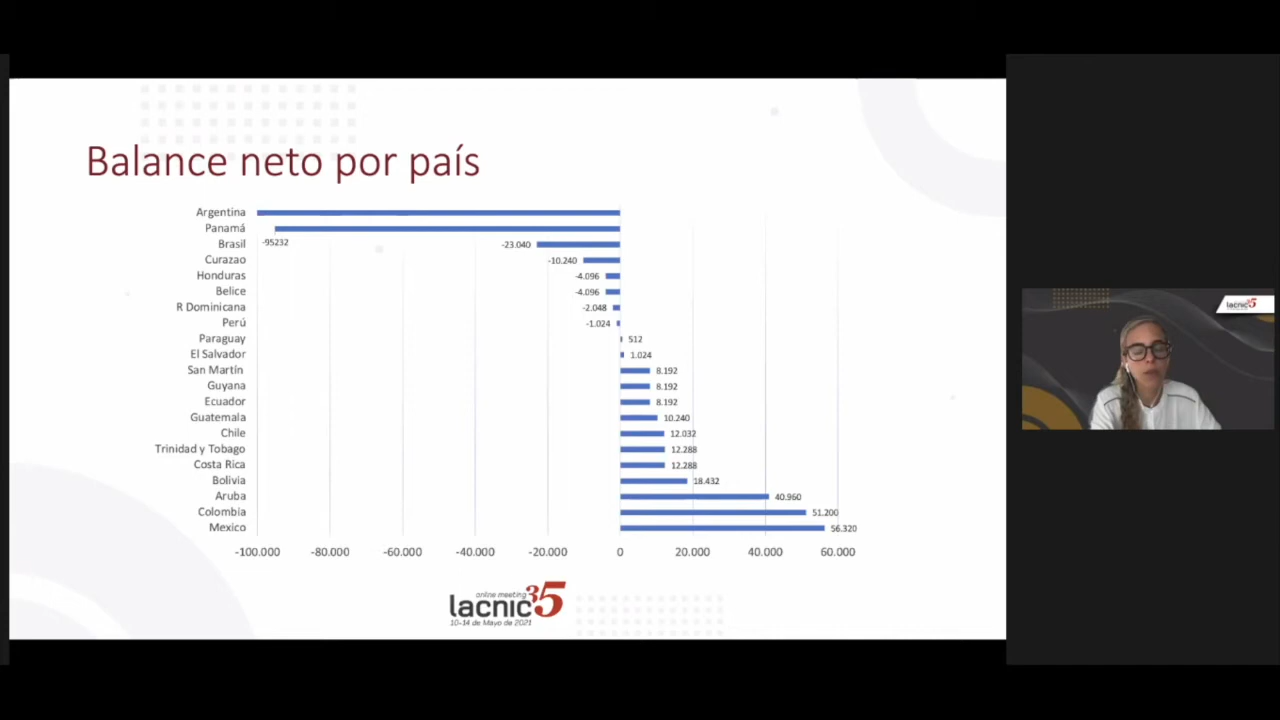 Balance neto por país
Argentina
Panamá
-95232
Brasil -23.040
Curazao -10.240
Honduras -4.096
Belice -4.096
R Dominicana -2.048
Perú -1.024
Paraguay 512
El Salvador 1.024
San Martín 8.192
Guyana 8.192
Ecuador 8.192
Guatemala 10.240
Chile 12.032
Trinidad y Tobago 12.288
Costa Rica 12.288
Bolivia 18.432
Aruba 40.960
Colombia 51.200
Mexico 56.320
-100.000 -80.000 -60.000 -40.000 -20.000 0 20.000 40.000 60.000
online meeting
lacnic35
10-14 de Mayo de 2021
lacnic35